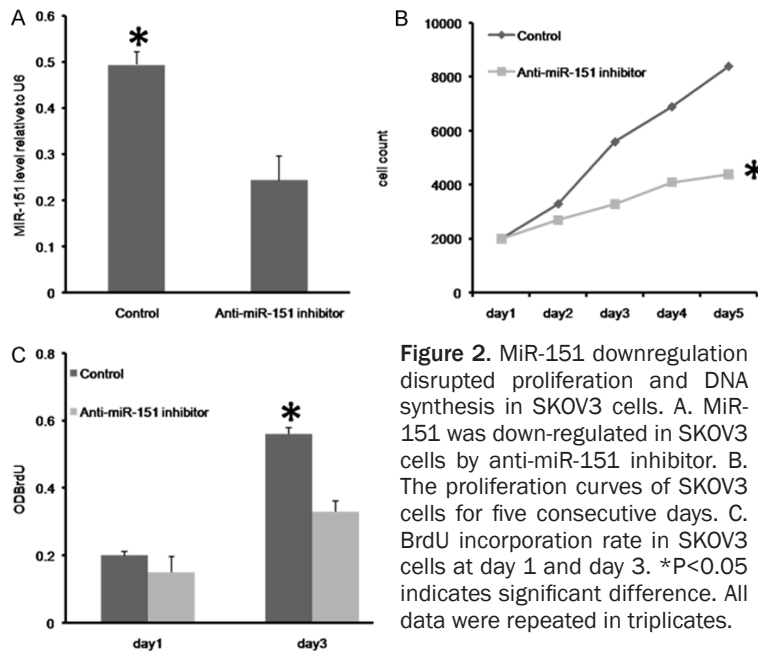 A
MiR-151 level relative to U6
0.6
0.5
0.4
0.3
0.2
0.1
0
*
Control
Anti-miR-151 inhibitor
B
cell count
10000
8000
6000
4000
2000
0
Control
Anti-miR-151 inhibitor
*
day1 day2 day3 day4 day5
C
ODBrdU
0.8
0.6
0.4
0.2
0
Control
Anti-miR-151 inhibitor
*
day1 day3
Figure 2. MiR-151 downregulation
disrupted proliferation and DNA
synthesis in SKOV3 cells. A. MiR-
151 was down-regulated in SKOV3
cells by anti-miR-151 inhibitor. B.
The proliferation curves of SKOV3
cells for five consecutive days. C.
BrdU incorporation rate in SKOV3
cells at day 1 and day 3. *P<0.05
indicates significant difference. All
data were repeated in triplicates.